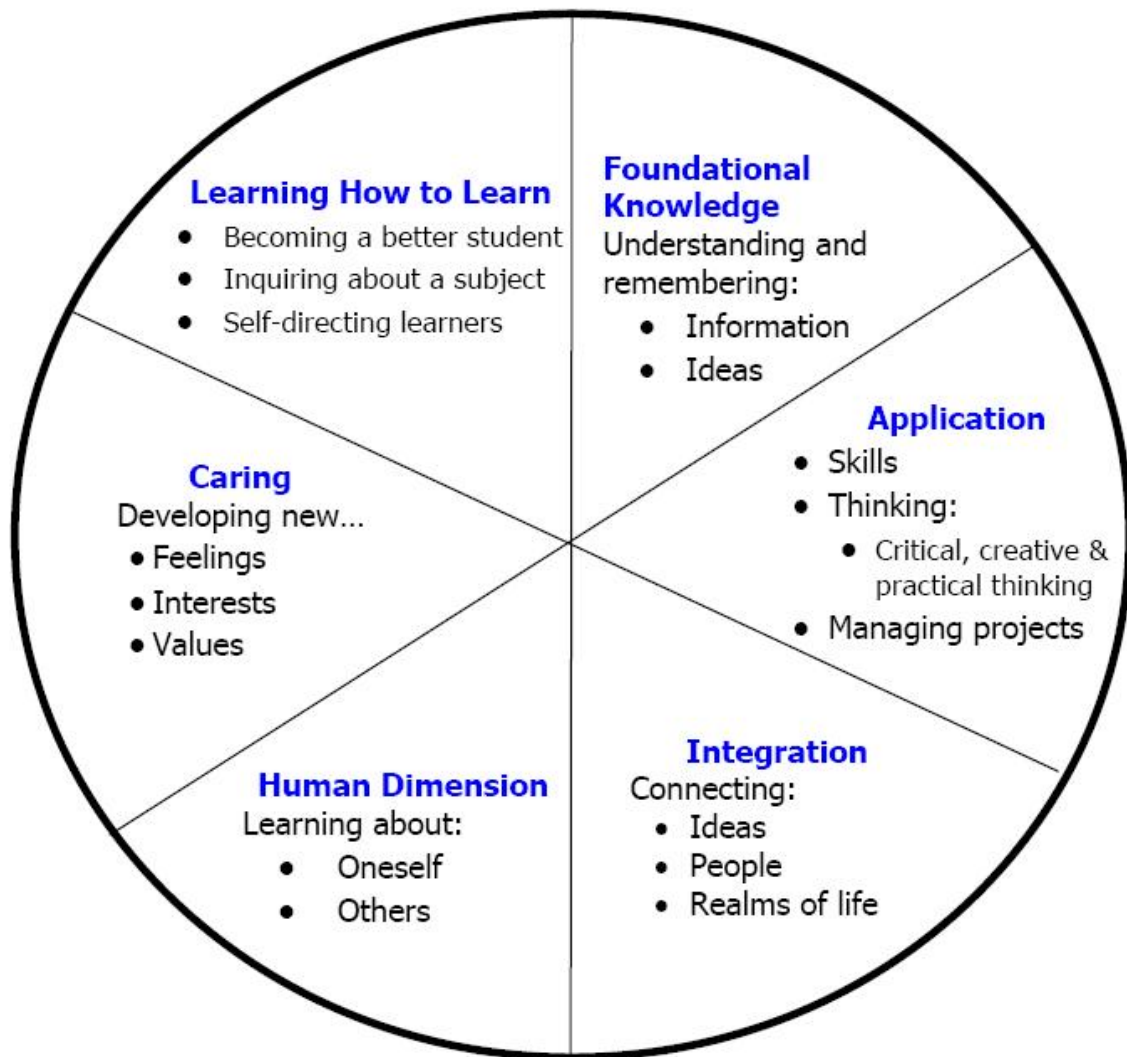 Learning How to Learn
• Becoming a better student
• Inquiring about a subject
• Self-directing learners
Foundational
Knowledge
Understanding and
remembering:
• Information
• Ideas
Application
• Skills
• Thinking:
• Critical, creative &
practical thinking
• Managing projects
Integration
Connecting:
• Ideas
• People
• Realms of life
Human Dimension
Learning about:
• Oneself
• Others
Caring
Developing new...
• Feelings
• Interests
• Values